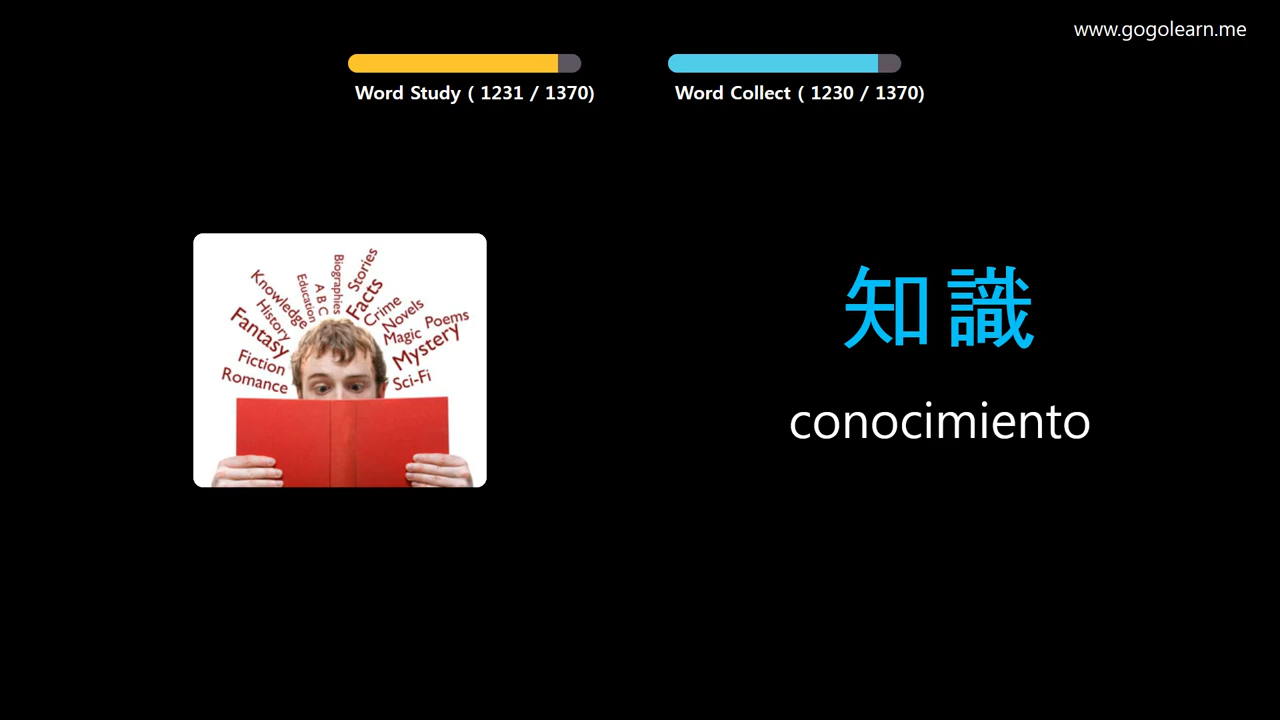 www.gogolearn.me
Word Study ( 1231 / 1370)
Word Collect ( 1230 / 1370)
Knowledge
History
Fantasy
Fiction
Romance
Education
A B C
Biographies
Stories
Facts
Crime
Novels
Magic
Poems
Mystery
Sci-Fi
知識
conocimiento